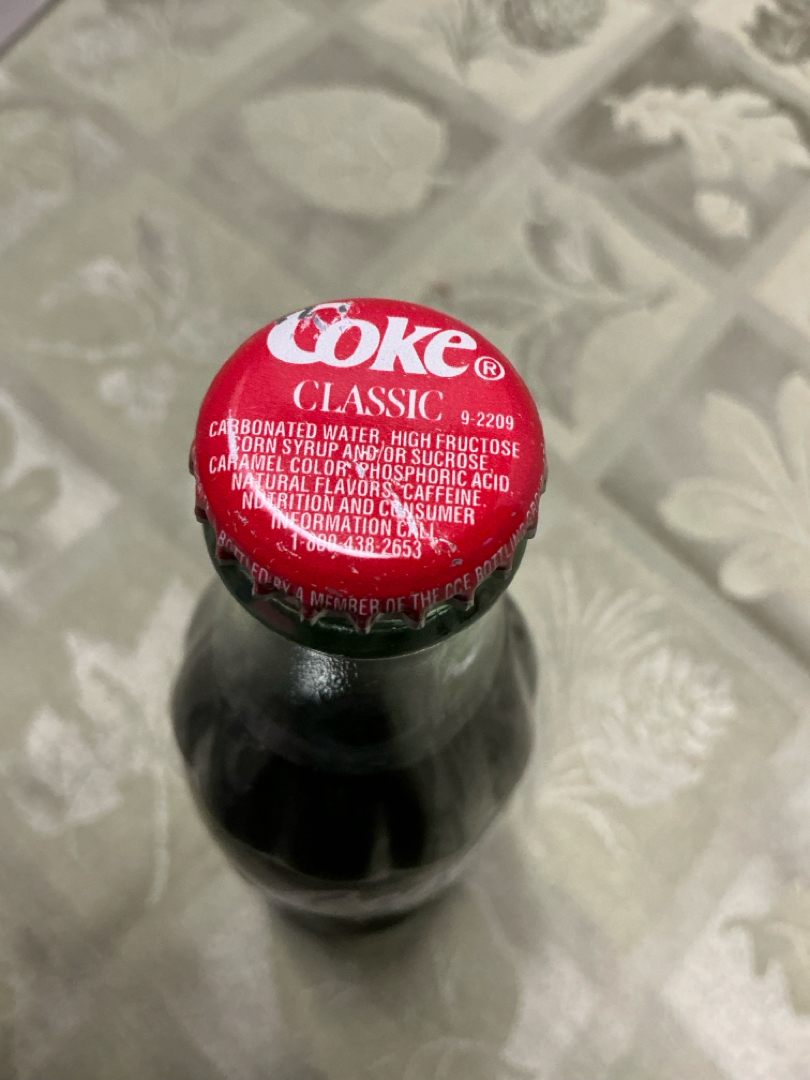 Coke®
CLASSIC 9-2209
CARBONATED WATER, HIGH FRUCTOSE
CORN SYRUP AND/OR SUCROSE,
CARAMEL COLOR, PHOSPHORIC ACID
NATURAL FLAVORS, CAFFEINE.
NUTRITION AND CONSUMER
INFORMATION CALL
1-800-438-2653
BOTTLED BY A MEMBER OF THE CCE BOTTLING